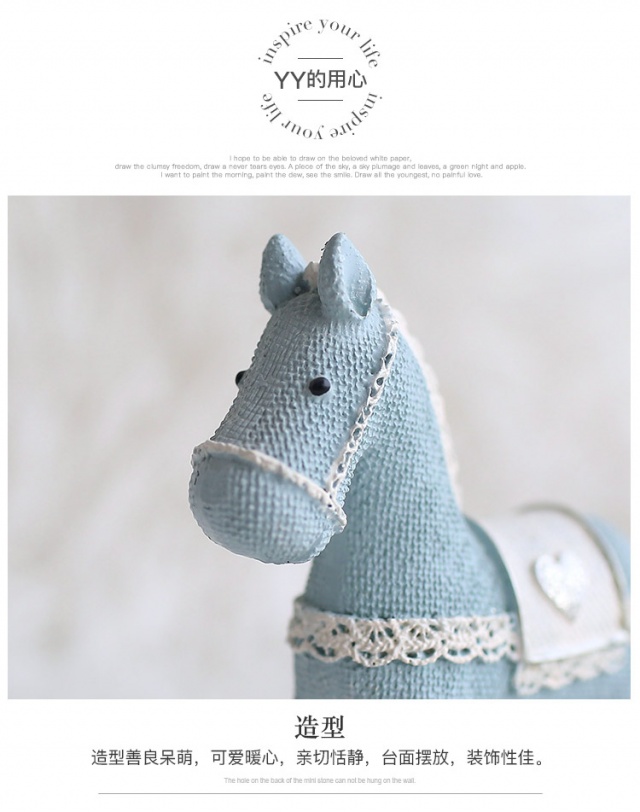 inspire your life
YY的用心
inspire your life
inspire your life
I hope to be able to draw on the beloved white paper,
draw the clumsy freedom, draw a never tears eyes. A piece of the sky, a sky plumage and leaves, a green night and apple.
I want to paint the morning, paint the dew, see the smile. Draw all the youngest, no painful love.
造型
造型善良呆萌，可爱暖心，亲切恬静，台面摆放，装饰性佳。
The hole on the back of the mini stone can not be hung on the wall.